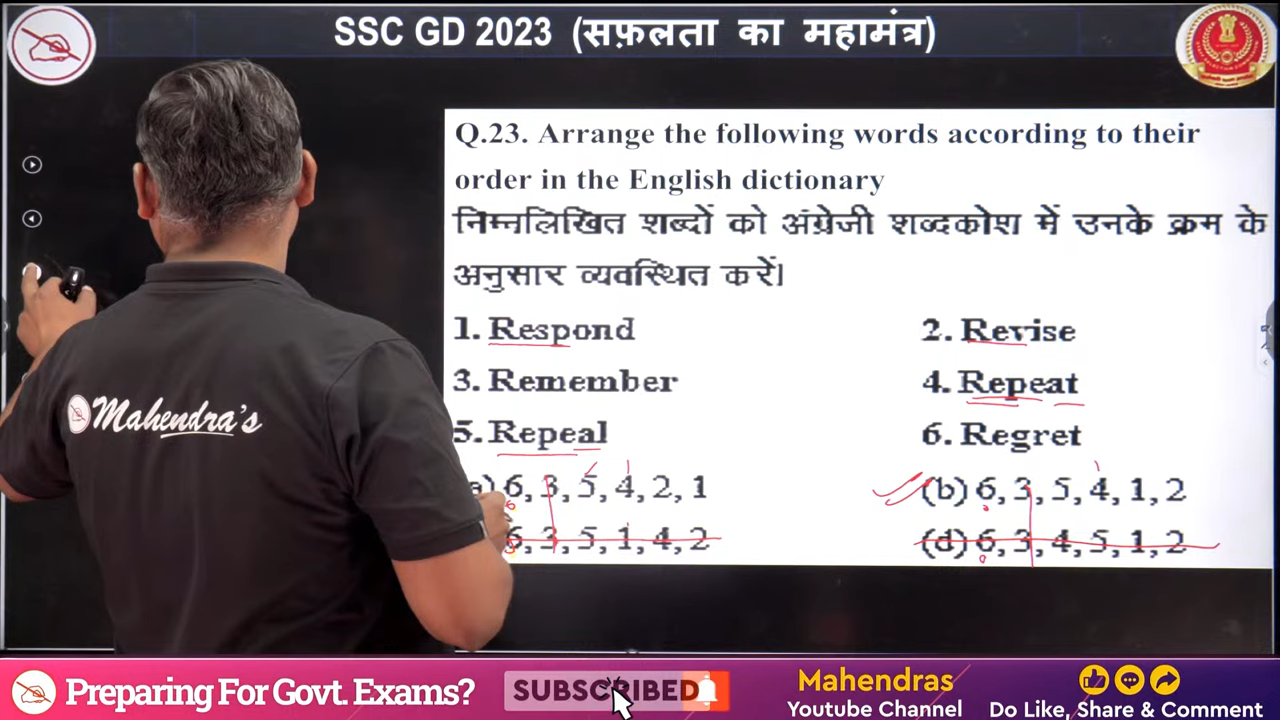 SSC GD 2023 (सफ़लता का महामंत्र)
Q.23. Arrange the following words according to their
order in the English dictionary
निम्नलिखित शब्दों को अंग्रेजी शब्दकोश में उनके क्रम के
अनुसार व्यवस्थित करें।
1. Respond 2. Revise
3. Remember 4. Repeat
5. Repeal 6. Regret
a) 6, 3, 5, 4, 2, 1 (b) 6, 3, 5, 4, 1, 2
6, 3, 5, 1, 4, 2 (d) 6, 3, 4, 5, 1, 2
Mahendra's
Preparing For Govt. Exams? SUBSCRIBED Mahendras
YouTube Channel Do Like, Share & Comment